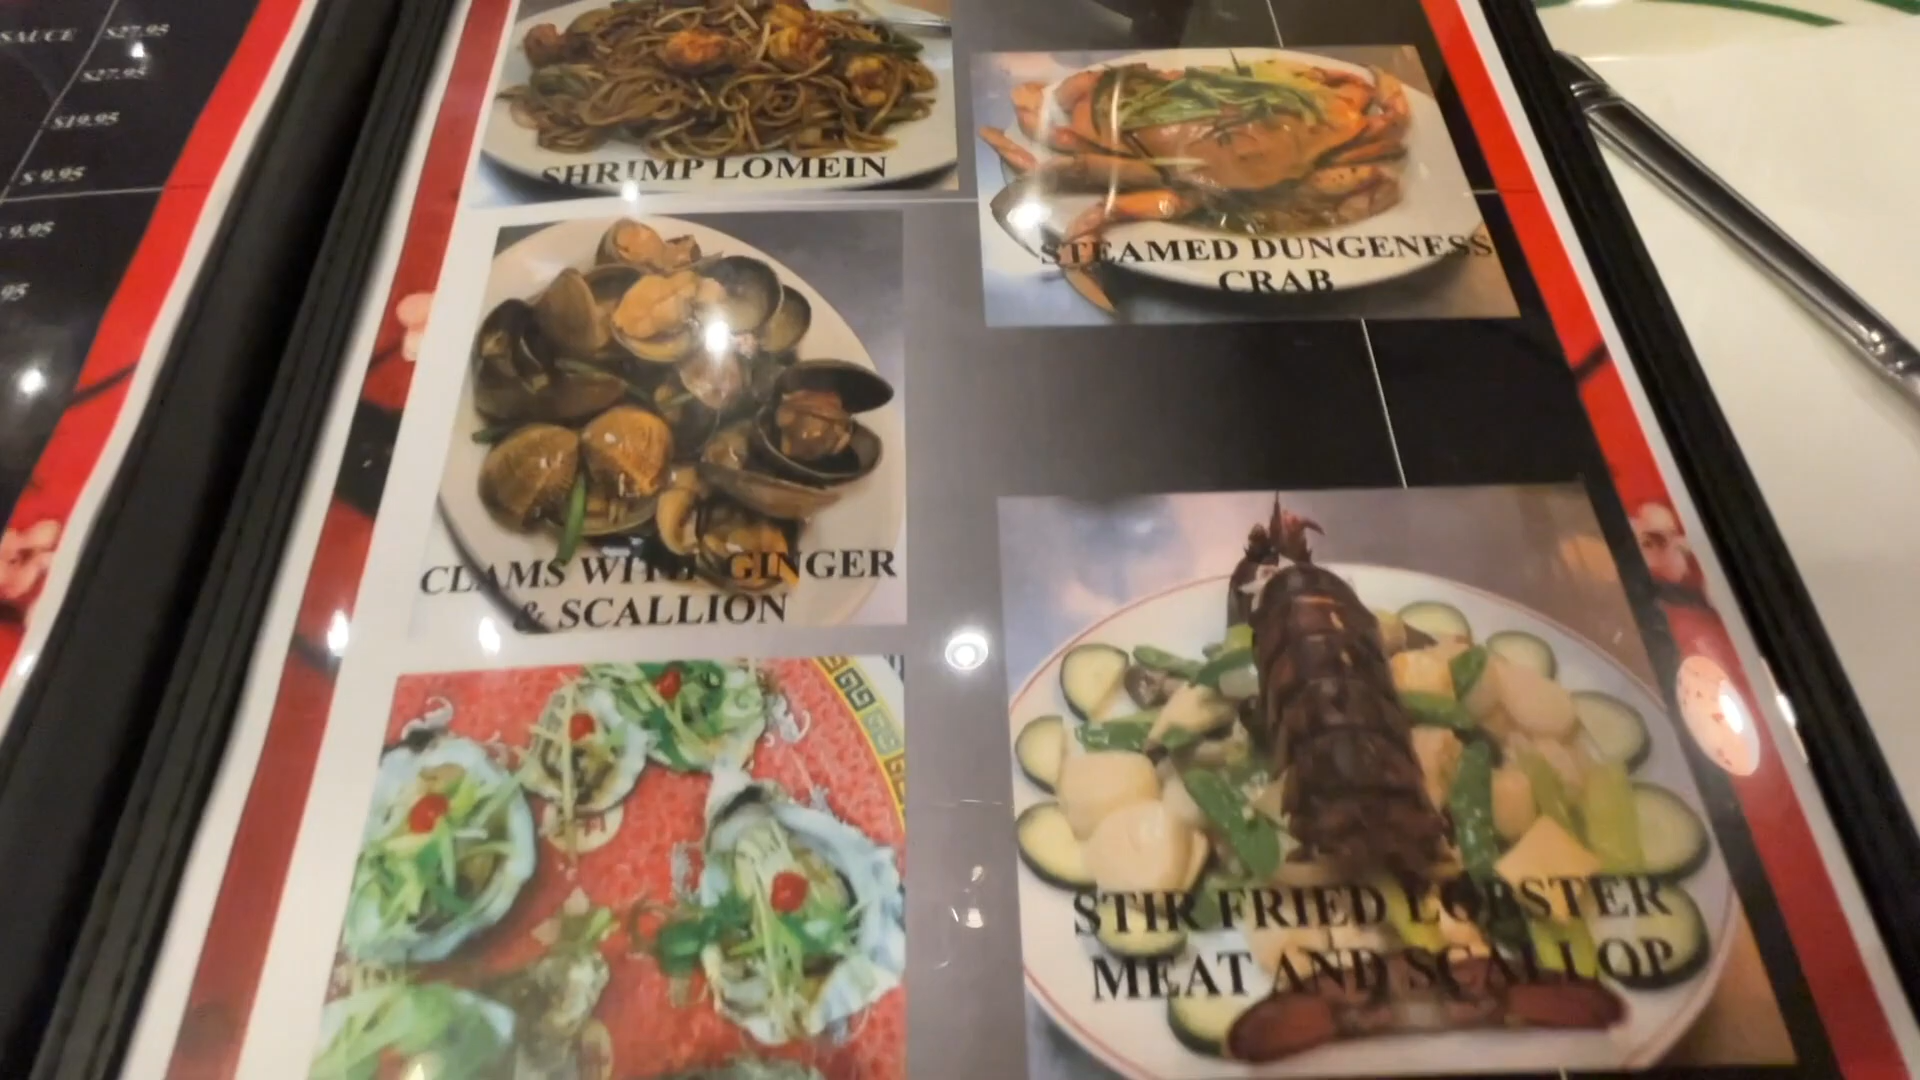 SAUCE $27.95
$27.95
$19.95
$9.95
9.95
95
SHRIMP LOMEIN
STEAMED DUNGENESS
CRAB
CLAMS WITH GINGER
& SCALLION
STIR FRIED LOBSTER
MEAT AND SCALLOP